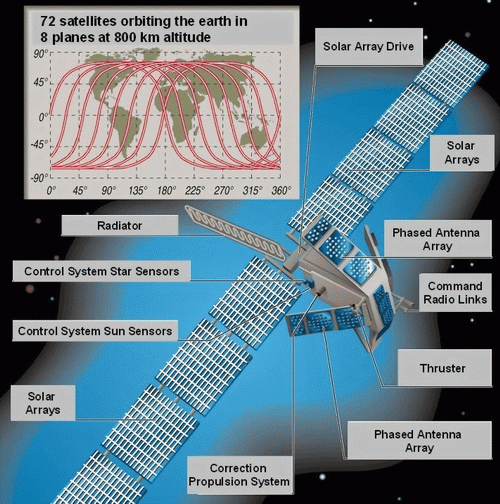 72 satellites orbiting the earth in
8 planes at 800 km altitude
90°
45°
0°
-45°
-90°
0° 45° 90° 135° 180° 225° 270° 315° 360°
Solar Array Drive
Solar
Arrays
Radiator
Phased Antenna
Array
Control System Star Sensors
Command
Radio Links
Control System Sun Sensors
Thruster
Solar
Arrays
Phased Antenna
Array
Correction
Propulsion System